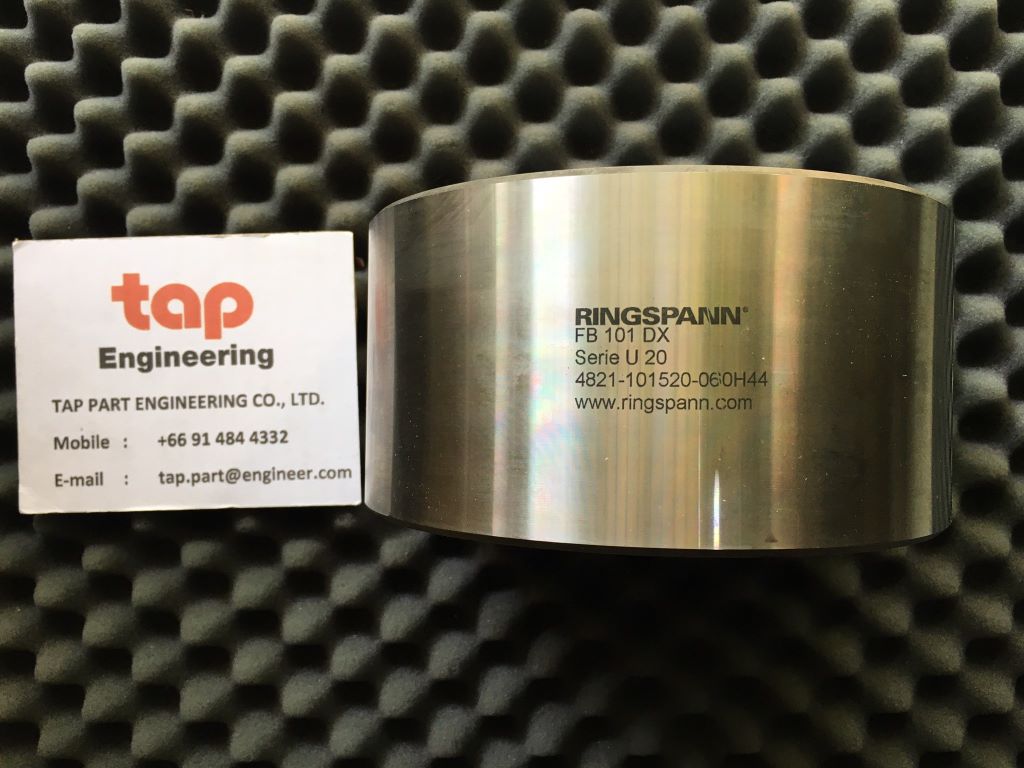 tap
Engineering
TAP PART ENGINEERING CO., LTD.
Mobile : +66 91 484 4332
E-mail : tap.part@engineer.com
RINGSPANN®
FB 101 DX
Serie U 20
4821-101520-060H44
www.ringspann.com